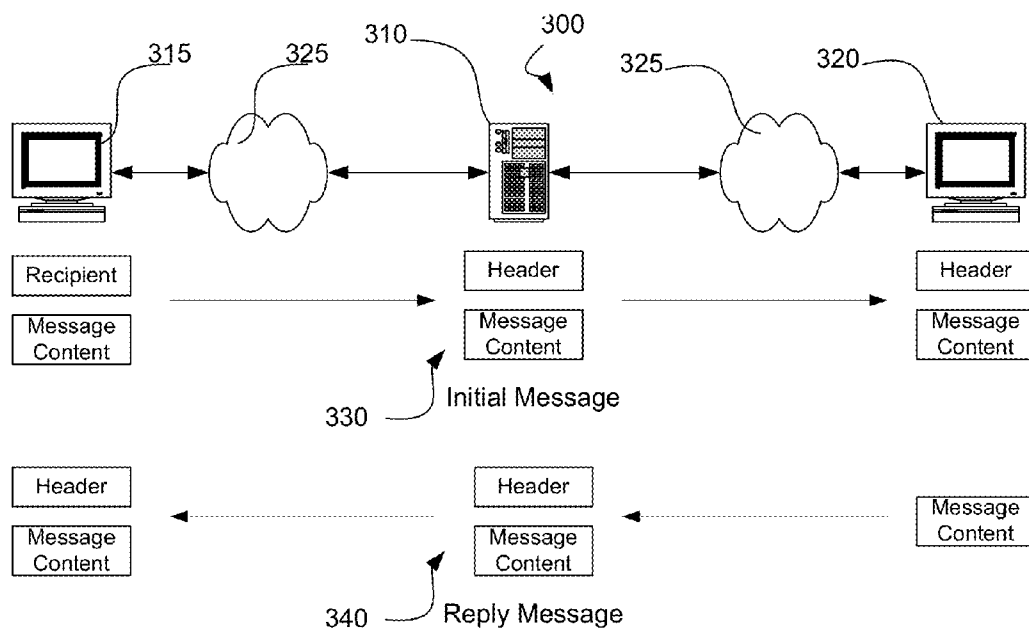 315 325 310 300 325 320
Recipient Header Header
Message Content Message Content Message Content
330 Initial Message
Header Header
Message Content Message Content Message Content
340 Reply Message